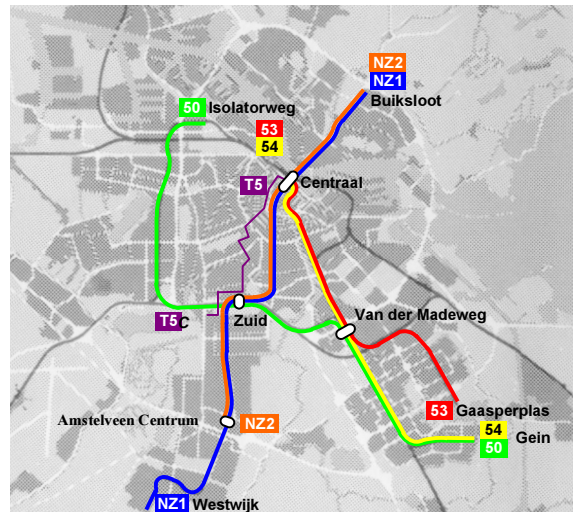 NZ2
NZ1
Buiksloot
50 Isolatorweg
53
54
T5 Centraal
T5C Zuid
Van der Madeweg
53 Gaasperplas
Amstelveen Centrum NZ2
54 Gein
50
NZ1 Westwijk